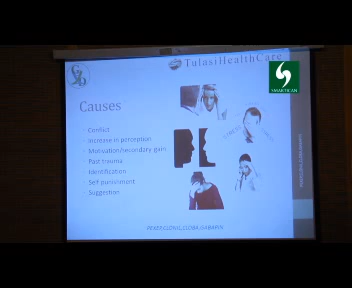 TulasiHealthCare
Causes
Conflict
Increase in perception
Motivation/secondary gain
Past trauma
Identification
Self punishment
Suggestion